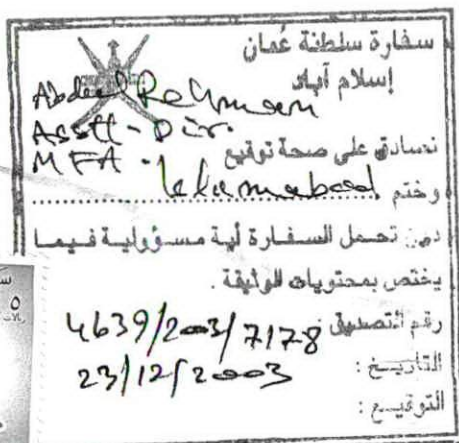 سفارة سلطنة عُمان
إسلام آباد
Abdul Rehman
Asstt-Dir.
MFA - Islamabad
نصادق على صحة توقيع
وختم
دون تحمل السفارة أية مسؤولية فيما
يختص بمحتويات الوثيقة .
رقم التصديق : 4639/2003/7178
التاريخ : 23/12/2003
التوقيع :
٥